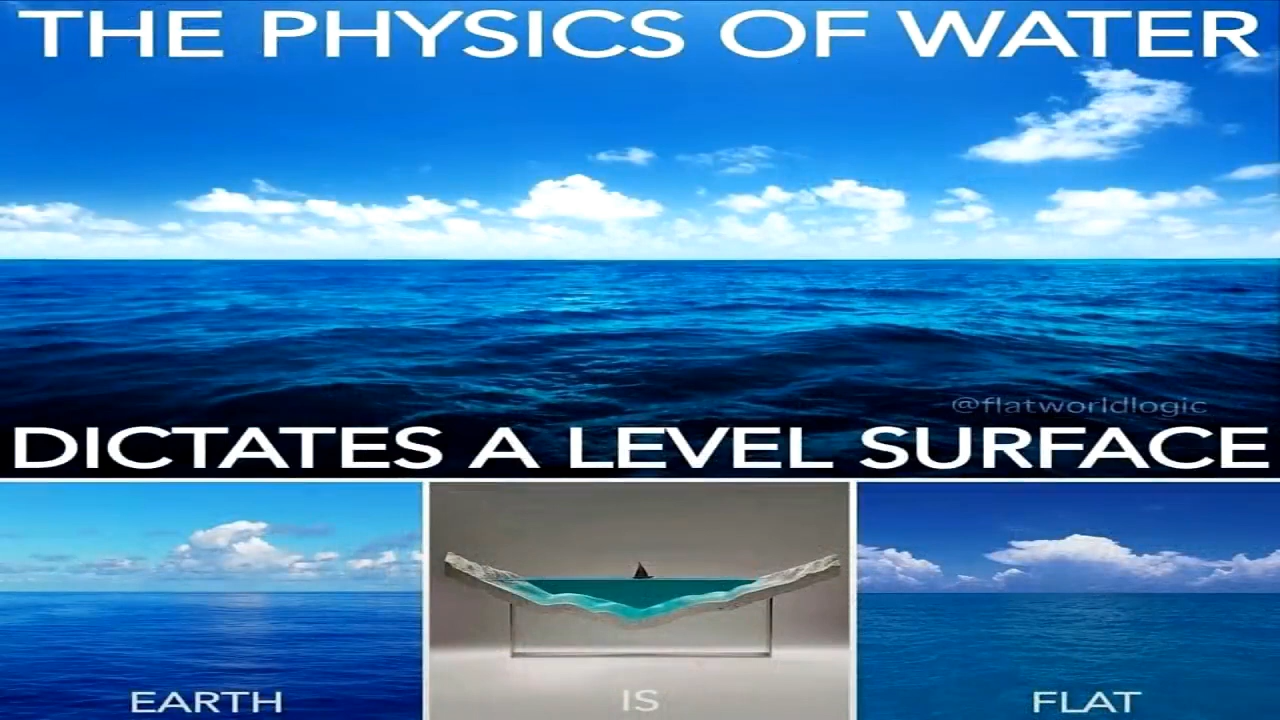 THE PHYSICS OF WATER
@flatworldlogic
DICTATES A LEVEL SURFACE
EARTH
IS
FLAT